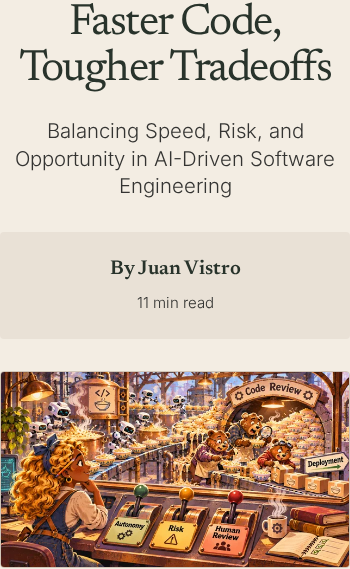 Faster Code,
Tougher Tradeoffs
Balancing Speed, Risk, and
Opportunity in AI-Driven Software
Engineering
By Juan Vistro
11 min read
Code Review
Deployment
Autonomy
Risk
Human
Review